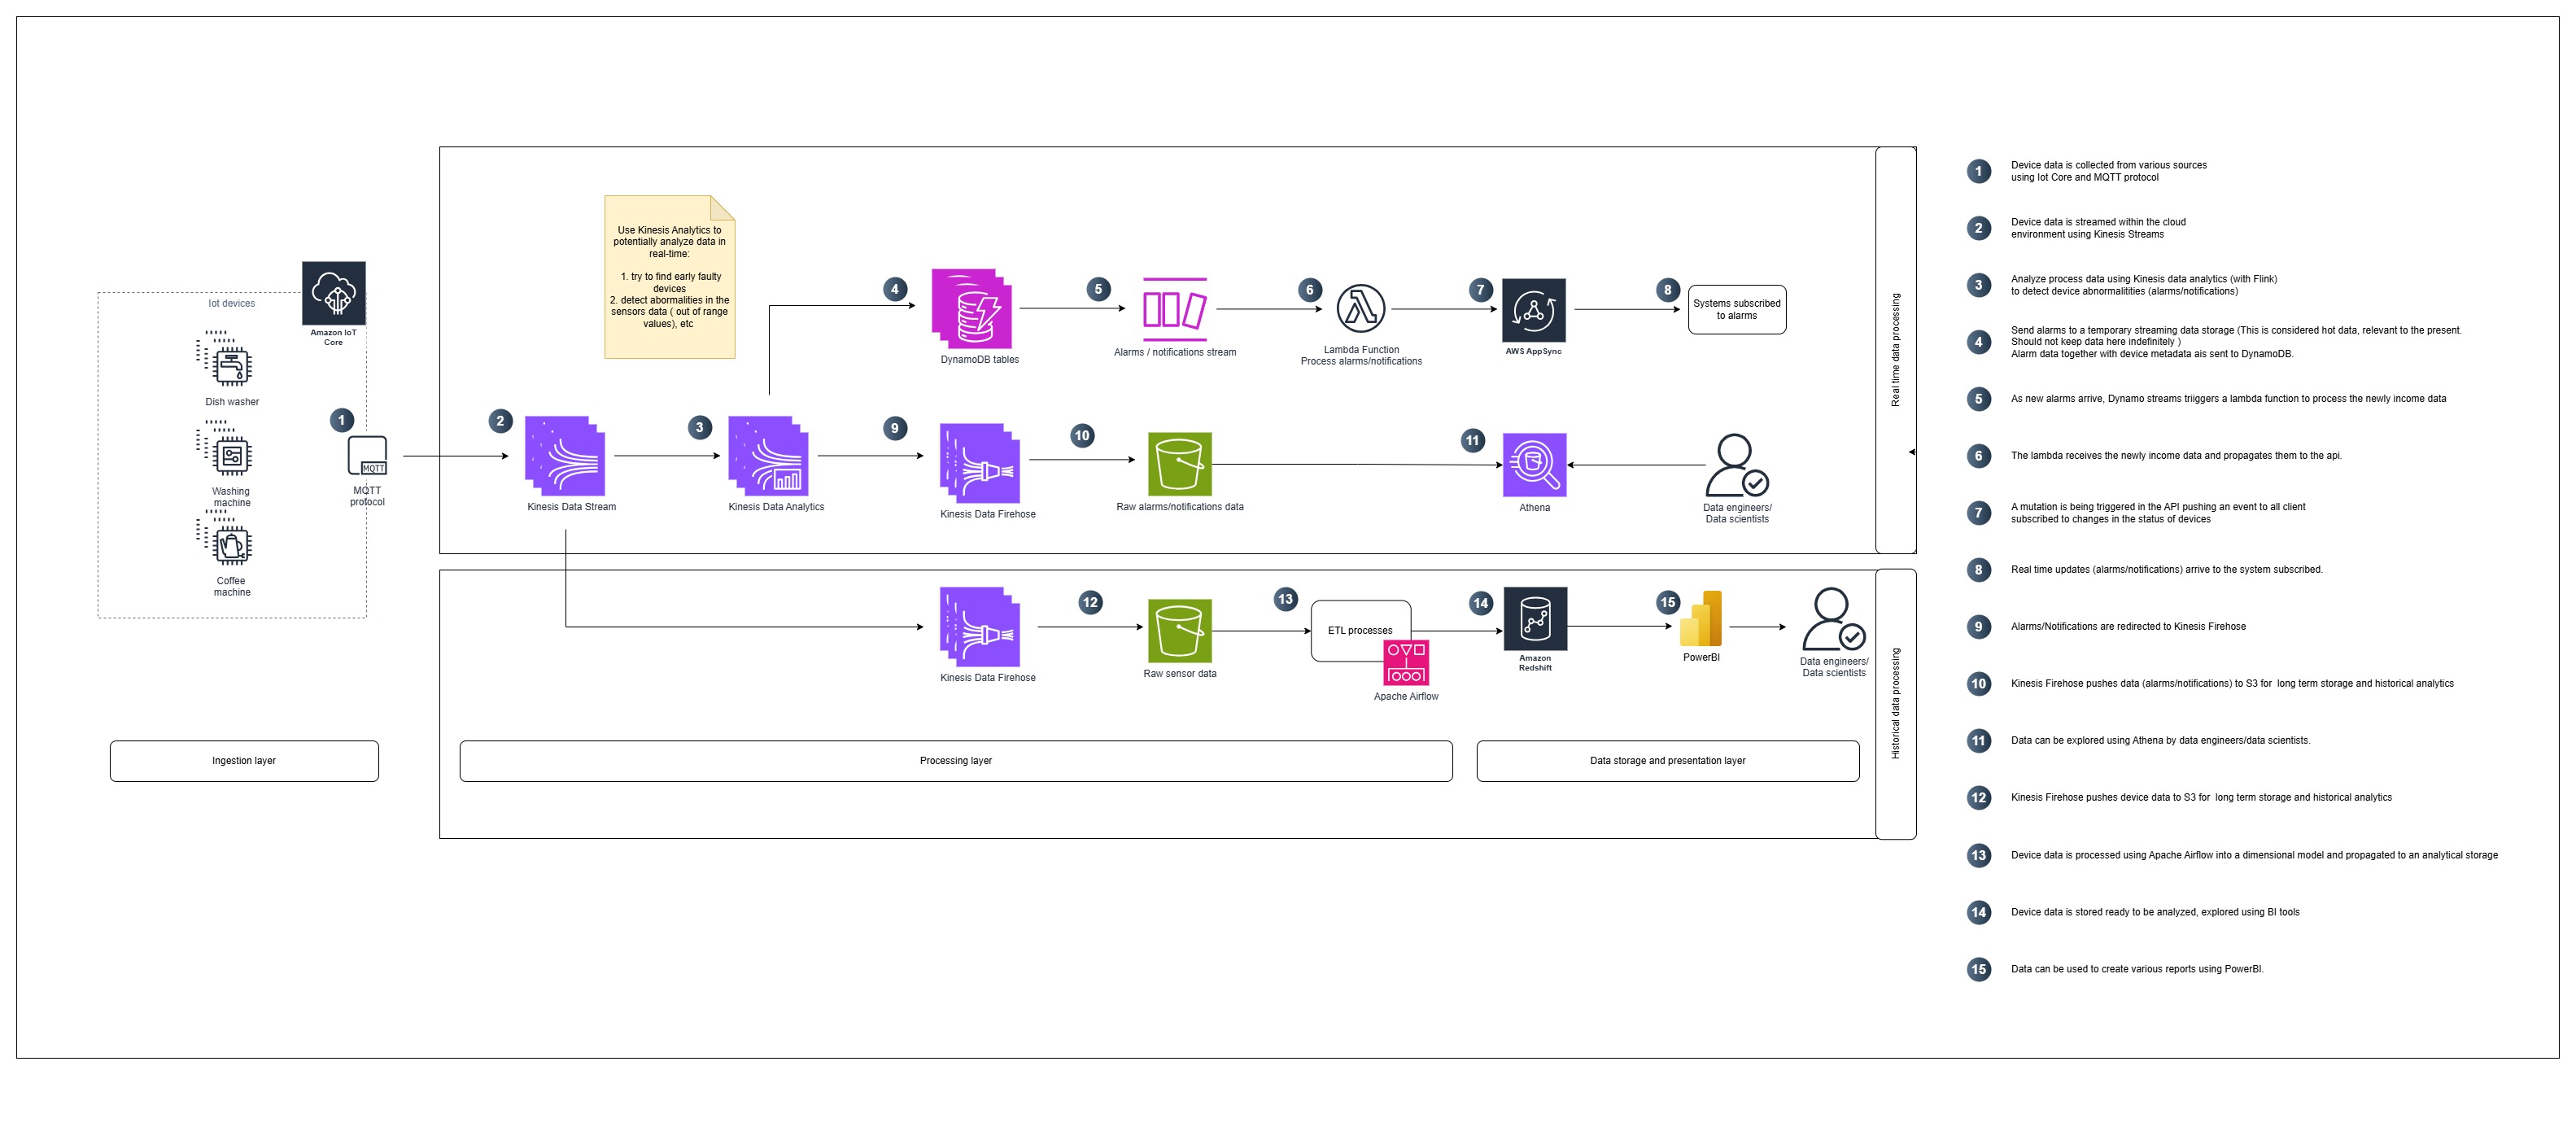 Iot devices
Amazon IoT
Core
Dish washer
Washing
machine
Coffee
machine
1
MQTT
MQTT
protocol
Ingestion layer
Use Kinesis Analytics to
potentially analyze data in
real-time:
1. try to find early faulty
devices
2. detect abormalities in the
sensors data ( out of range
values), etc
2
Kinesis Data Stream
3
Kinesis Data Analytics
4
DynamoDB tables
5
Alarms / notifications stream
6
Lambda Function
Process alarms/notifications
7
AWS AppSync
8
Systems subscribed
to alarms
9
Kinesis Data Firehose
10
Raw alarms/notifications data
11
Athena
Data engineers/
Data scientists
Real time data processing
Kinesis Data Firehose
12
Raw sensor data
13
ETL processes
Apache Airflow
14
Amazon
Redshift
15
PowerBI
Data engineers/
Data scientists
Historical data processing
Processing layer
Data storage and presentation layer
1
Device data is collected from various sources
using Iot Core and MQTT protocol
2
Device data is streamed within the cloud
environment using Kinesis Streams
3
Analyze process data using Kinesis data analytics (with Flink)
to detect device abnormalitities (alarms/notifications)
4
Send alarms to a temporary streaming data storage (This is considered hot data, relevant to the present.
Should not keep data here indefinitely )
Alarm data together with device metadata ais sent to DynamoDB.
5
As new alarms arrive, Dynamo streams triiggers a lambda function to process the newly income data
6
The lambda receives the newly income data and propagates them to the api.
7
A mutation is being triggered in the API pushing an event to all client
subscribed to changes in the status of devices
8
Real time updates (alarms/notifications) arrive to the system subscribed.
9
Alarms/Notifications are redirected to Kinesis Firehose
10
Kinesis Firehose pushes data (alarms/notifications) to S3 for  long term storage and historical analytics
11
Data can be explored using Athena by data engineers/data scientists.
12
Kinesis Firehose pushes device data to S3 for  long term storage and historical analytics
13
Device data is processed using Apache Airflow into a dimensional model and propagated to an analytical storage
14
Device data is stored ready to be analyzed, explored using BI tools
15
Data can be used to create various reports using PowerBI.